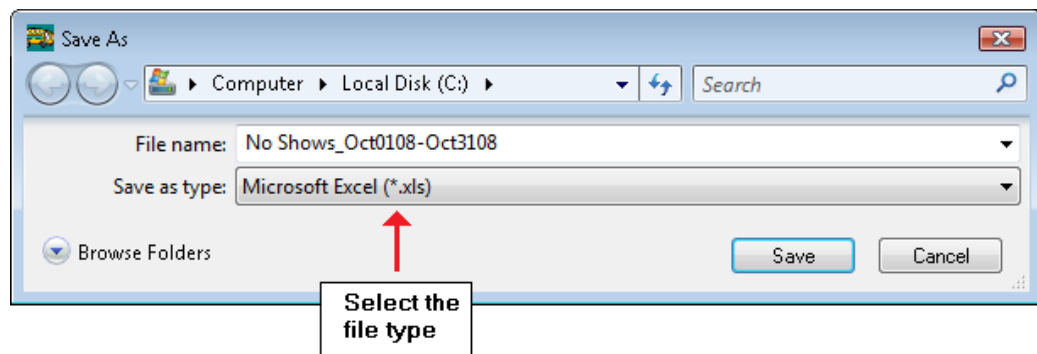 Save As
Computer Local Disk (C:) Search
File name: No Shows_Oct0108-Oct3108
Save as type: Microsoft Excel (*.xls)
Browse Folders Save Cancel
Select the
file type